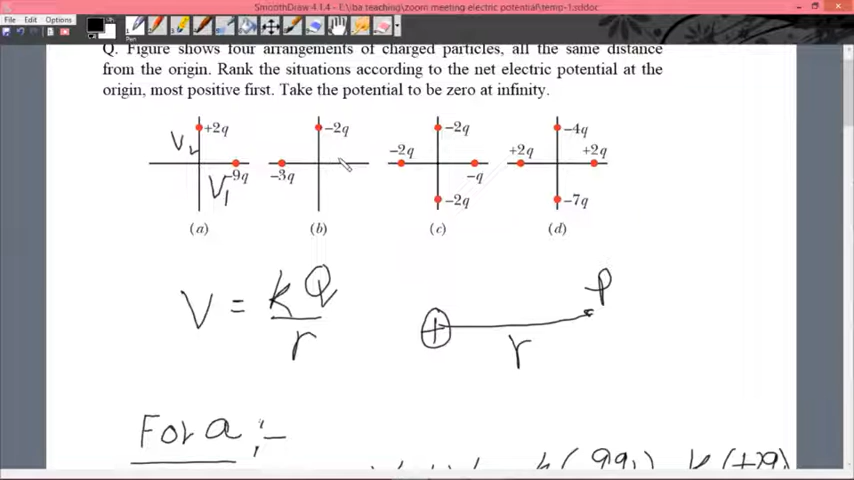 SmoothDraw 4.1.4 - E:\ba teaching\zoom meeting electric potential\temp-1.sddoc
File Edit Options
Q. Figure shows four arrangements of charged particles, all the same distance
from the origin. Rank the situations according to the net electric potential at the
origin, most positive first. Take the potential to be zero at infinity.
+2q -2q -2q -4q
V2 -2q +2q +2q
-9q -3q -q
V1 -2q -7q
(a) (b) (c) (d)
V = kQ/r
P
+
r
For a :-